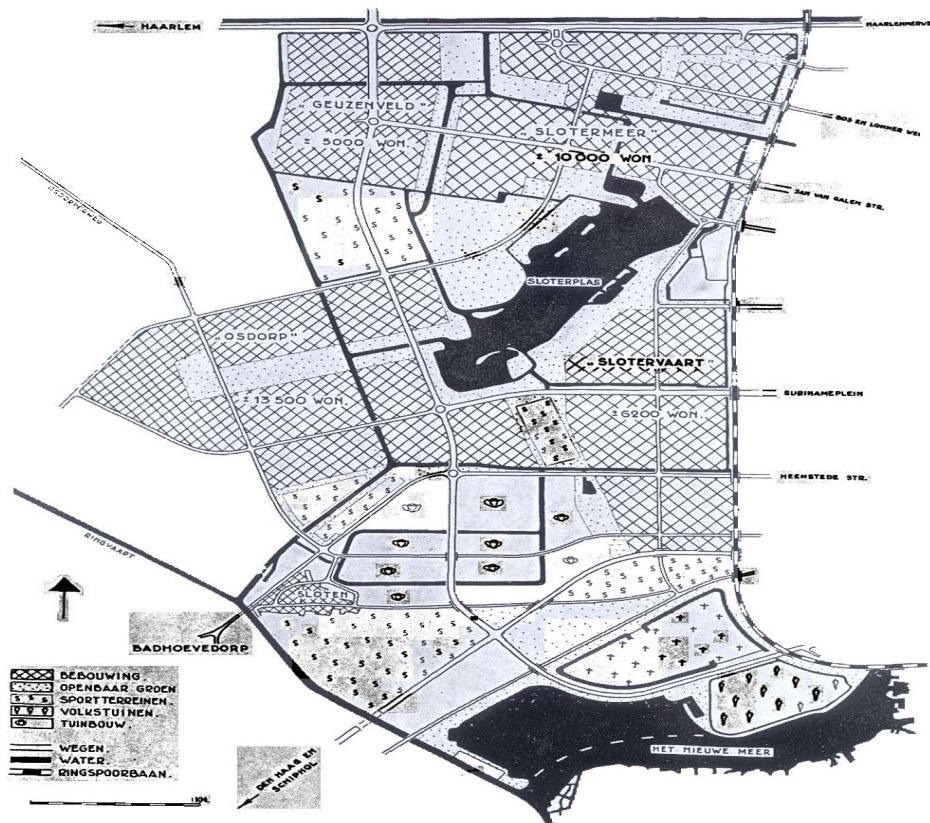 HAARLEM
HAARLEMMERWEG
"GEUZENVELD"
± 5000 WON.
"SLOTERMEER"
± 10 000 WON.
BOS EN LOMMER WEG
JAN VAN GALEN STR.
OSDORPERWEG
SLOTERPLAS
"OSDORP"
± 13 500 WON.
"SLOTERVAART"
± 6200 WON.
SURINAMEPLEIN
HEEMSTEDE STR.
RINGVAART
SLOTEN
BADHOEVEDORP
BEBOUWING
OPENBAAR GROEN
SPORTTERREINEN.
VOLKSTUINEN.
TUINBOUW.
WEGEN.
WATER.
RINGSPOORBAAN.
DEN HAAG EN
SCHIPHOL.
HET NIEUWE MEER